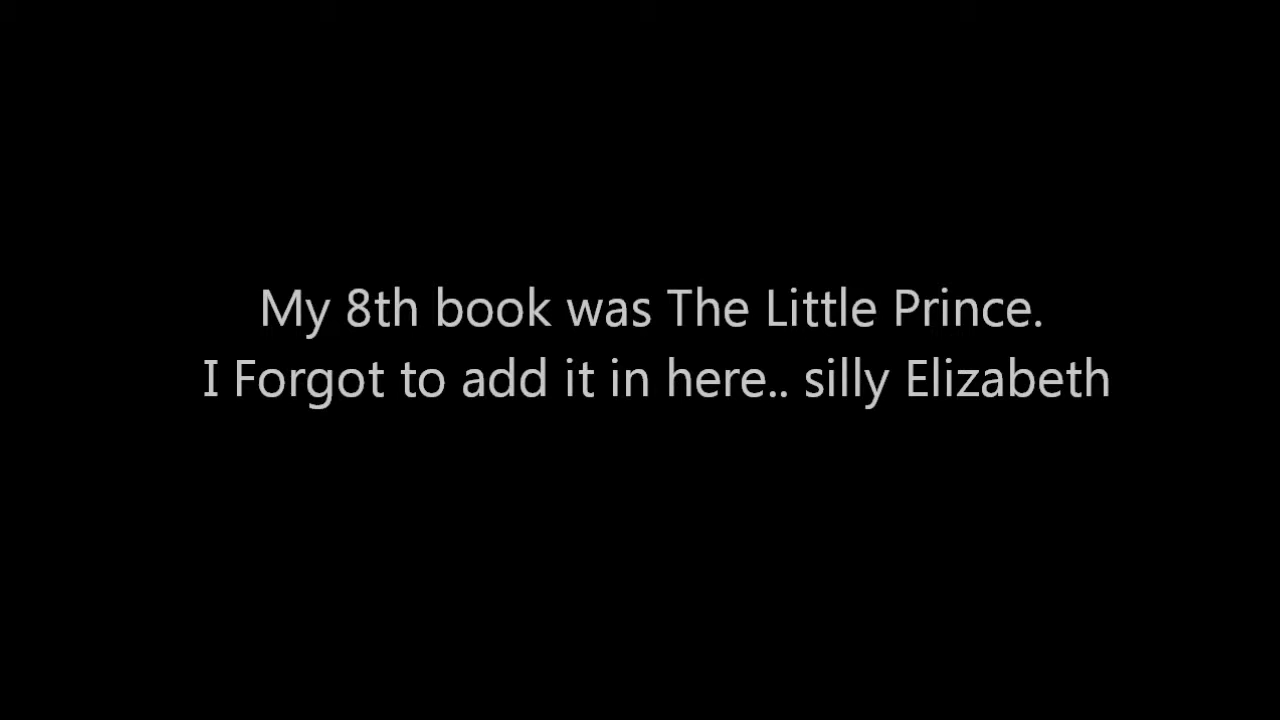 My 8th book was The Little Prince.
I Forgot to add it in here.. silly Elizabeth